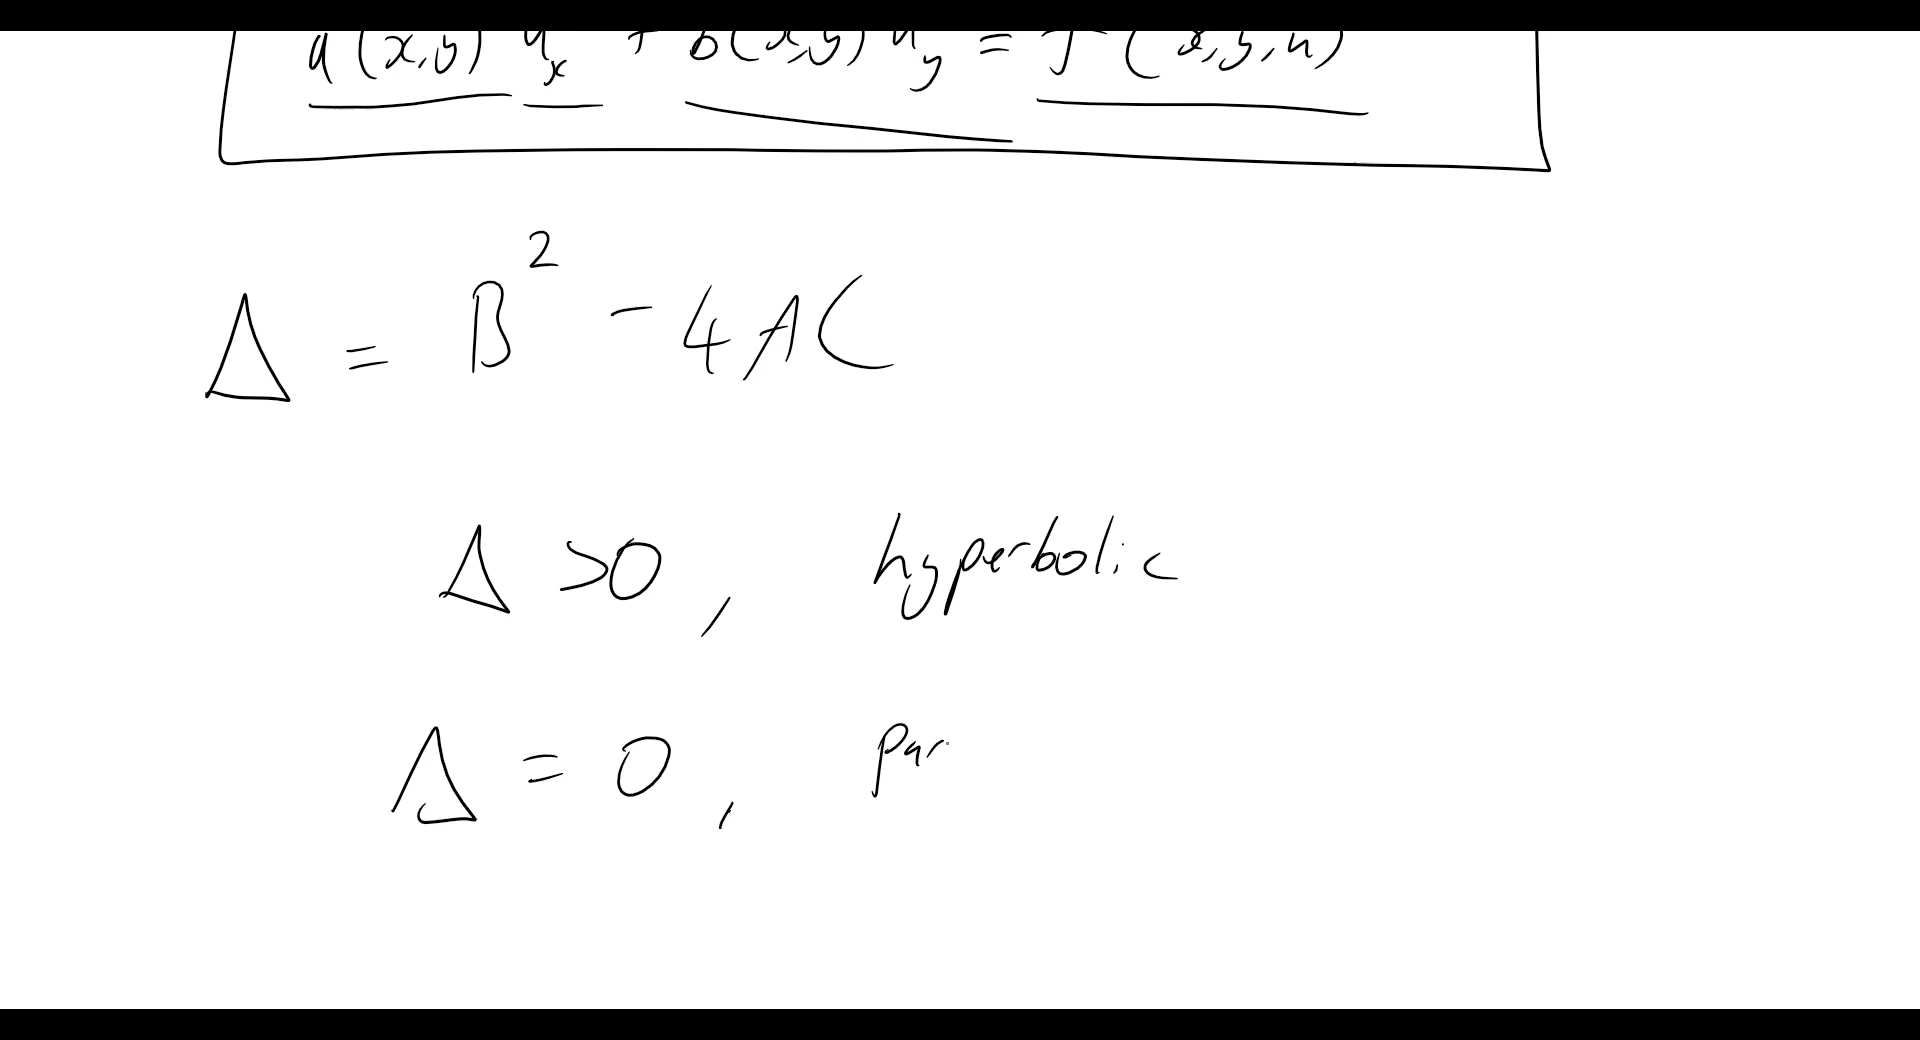 a(x,y) u_x + b(x,y) u_y = f(x,y,u)
Δ = B² - 4AC
Δ > 0, hyperbolic
Δ = 0, par